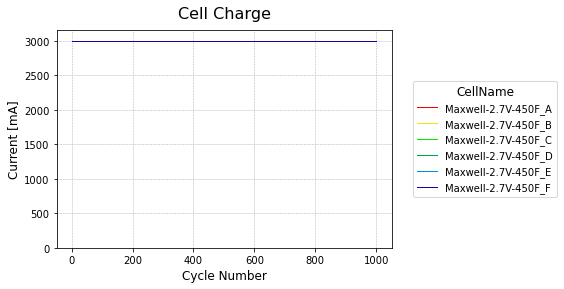 Cell Charge
3000
2500
2000
1500
1000
500
0
Current [mA]
0 200 400 600 800 1000
Cycle Number
CellName
Maxwell-2.7V-450F_A
Maxwell-2.7V-450F_B
Maxwell-2.7V-450F_C
Maxwell-2.7V-450F_D
Maxwell-2.7V-450F_E
Maxwell-2.7V-450F_F